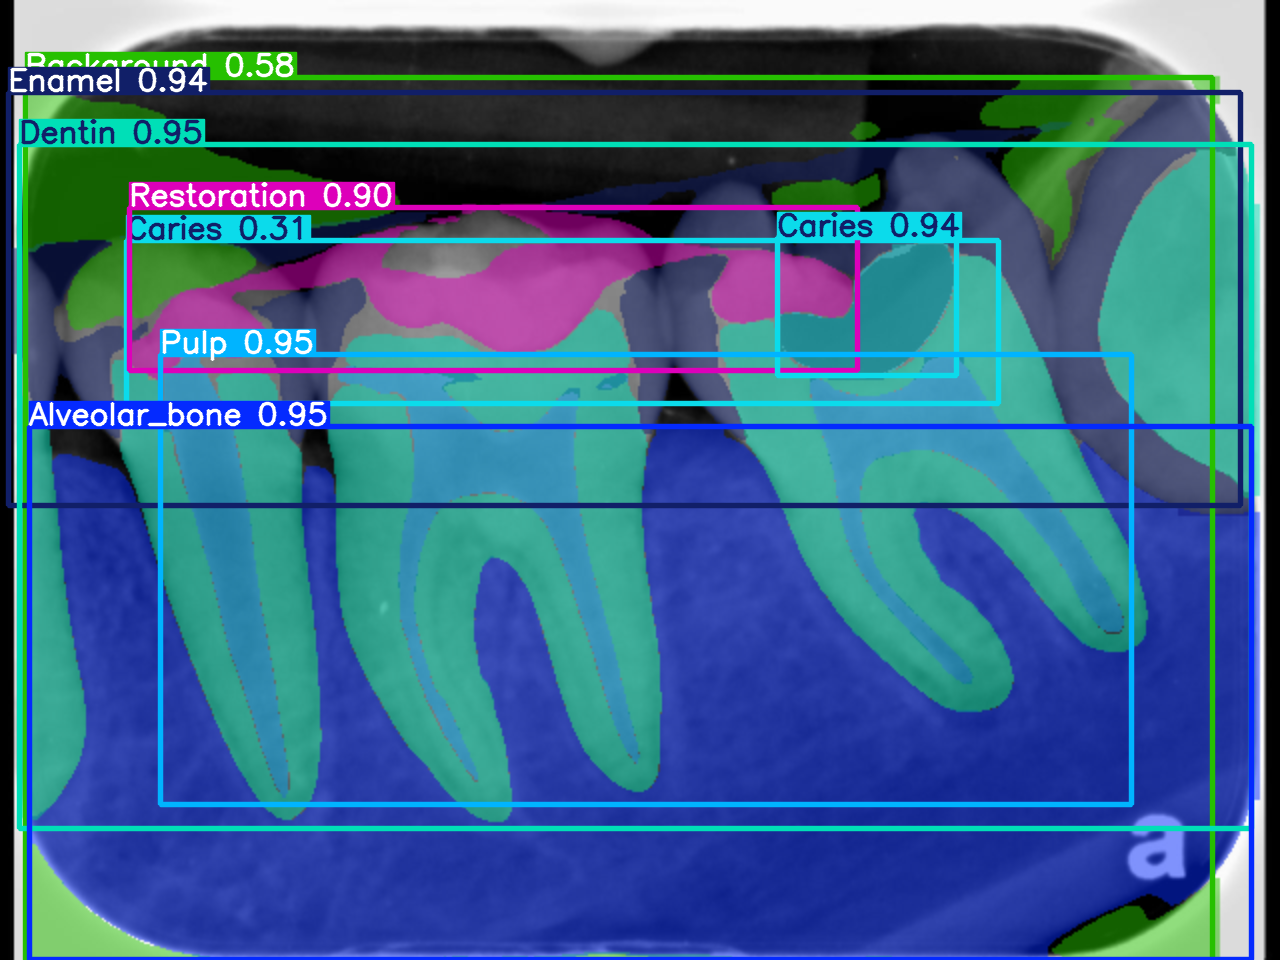 Background 0.58
Enamel 0.94
Dentin 0.95
Restoration 0.90
Caries 0.31
Caries 0.94
Pulp 0.95
Alveolar_bone 0.95
a